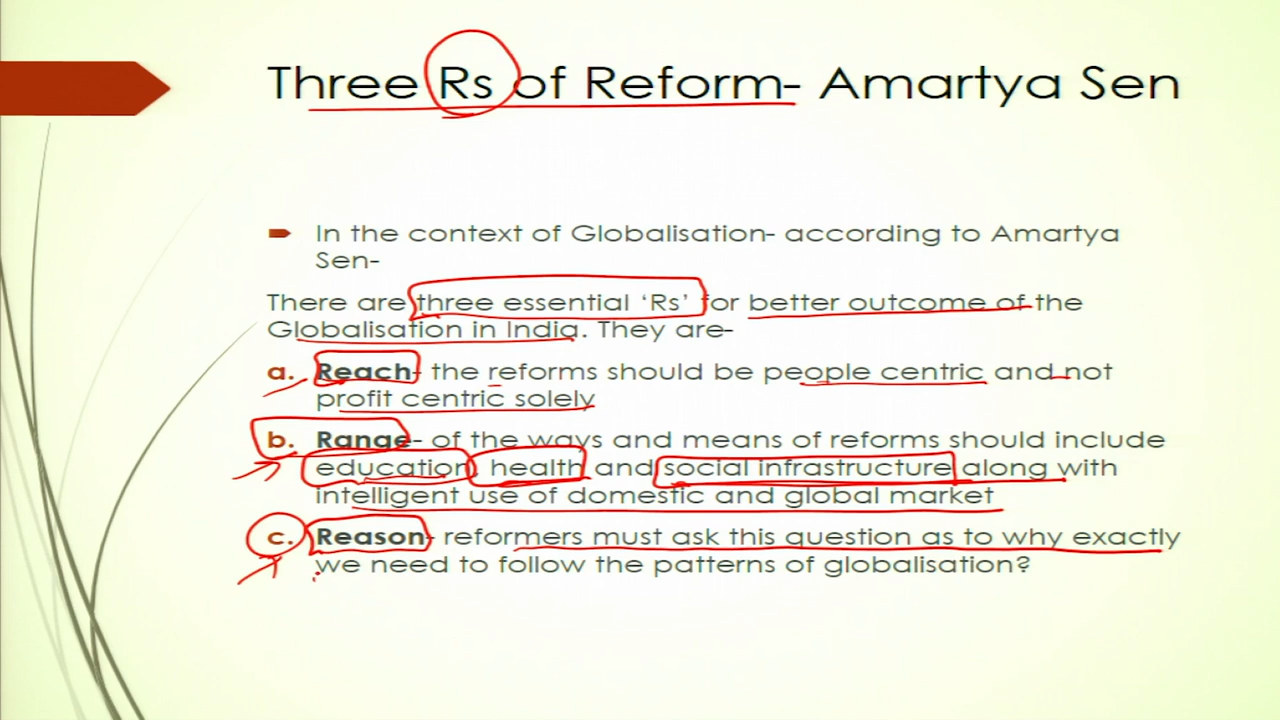 Three Rs of Reform- Amartya Sen
In the context of Globalisation- according to Amartya
Sen-
There are three essential ‘Rs’ for better outcome of the
Globalisation in India. They are-
a. Reach- the reforms should be people centric and not
profit centric solely
b. Range- of the ways and means of reforms should include
education, health and social infrastructure along with
intelligent use of domestic and global market
c. Reason- reformers must ask this question as to why exactly
we need to follow the patterns of globalisation?